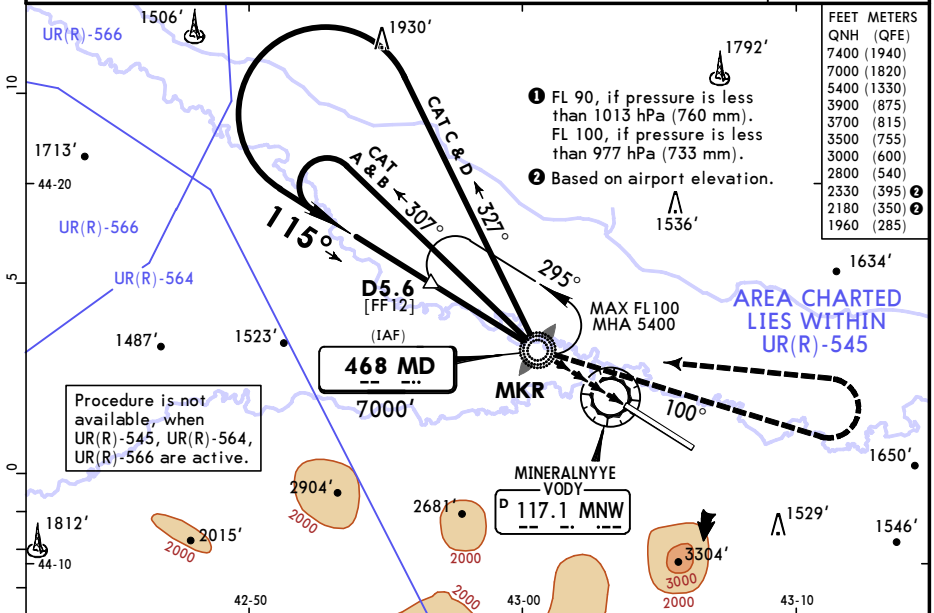 1506'
UR(R)-566
1930'
1792'
FEET METERS
QNH (QFE)
7400 (1940)
7000 (1820)
5400 (1330)
3900 (875)
3700 (815)
3500 (755)
3000 (600)
2800 (540)
2330 (395) 2
2180 (350) 2
1960 (285)
10
1 FL 90, if pressure is less
than 1013 hPa (760 mm).
FL 100, if pressure is less
than 977 hPa (733 mm).
2 Based on airport elevation.
CAT C & D
327°
CAT
A & B
307°
1713'
44-20
1536'
UR(R)-566
115°
UR(R)-564
5
295°
1634'
D5.6
[FF12]
MAX FL100
MHA 5400
AREA CHARTED
LIES WITHIN
UR(R)-545
1487'
1523'
(IAF)
468 MD
-- -··
7000'
MKR
100°
Procedure is not
available, when
UR(R)-545, UR(R)-564,
UR(R)-566 are active.
0
1650'
MINERALNYYE
VODY
D 117.1 MNW
-- -· ·--
2904'
2000
2681'
2000
1812'
2015'
2000
1529'
1546'
3304'
3000
2000
44-10
2000
42-50
43-00
43-10